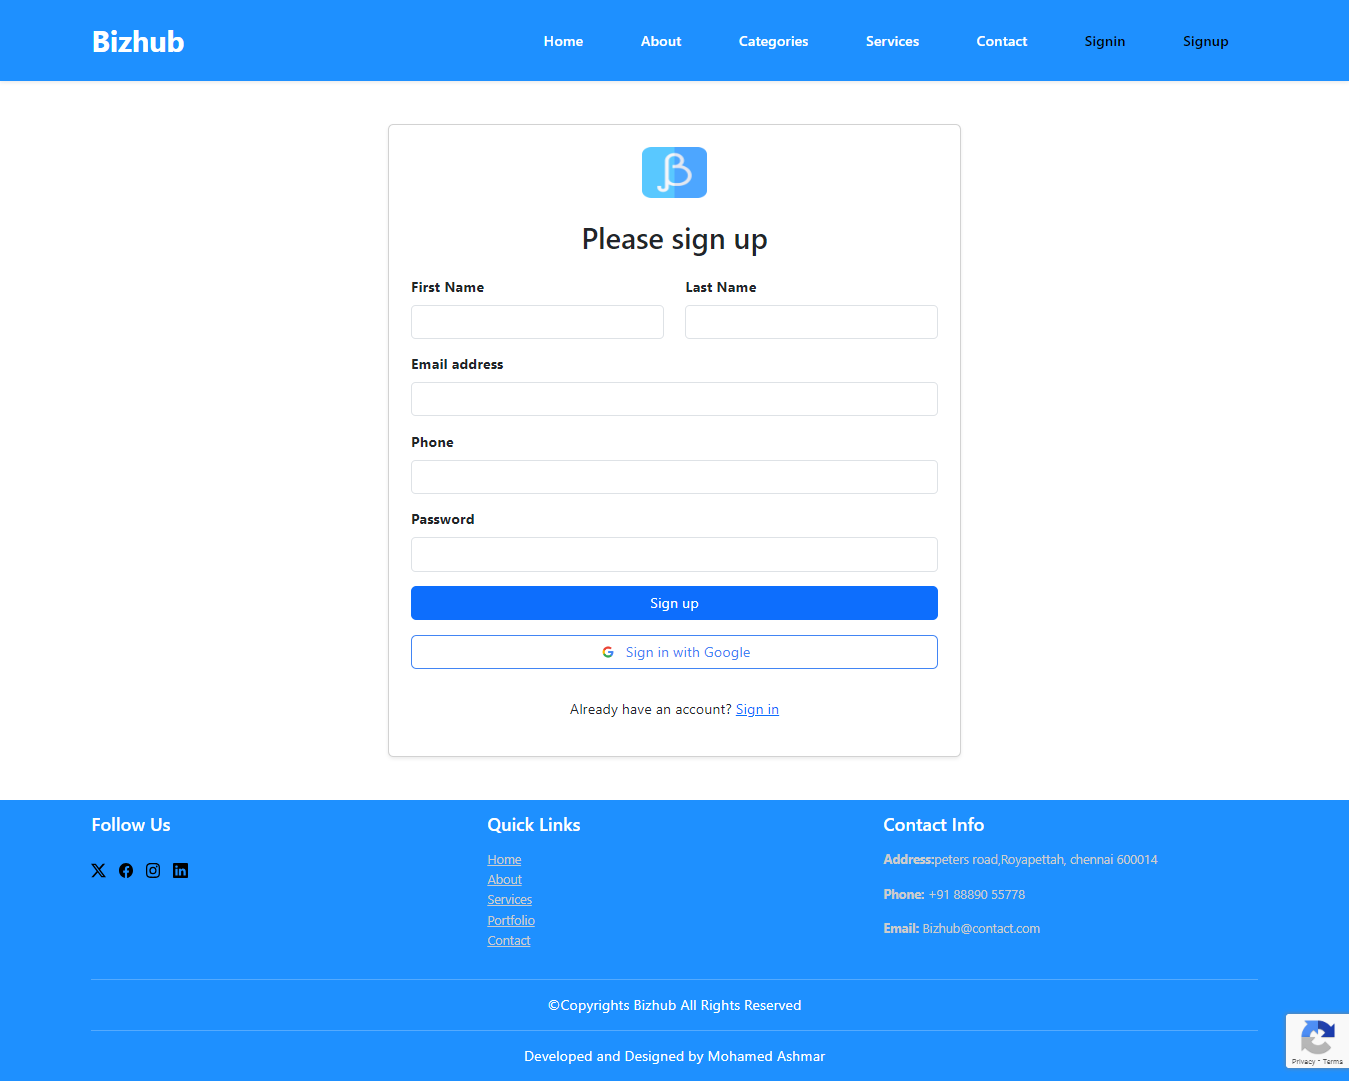 Bizhub
Home About Categories Services Contact Signin Signup
Please sign up
First Name Last Name
Email address
Phone
Password
Sign up
Sign in with Google
Already have an account? Sign in
Follow Us
Quick Links
Home
About
Services
Portfolio
Contact
Contact Info
Address:peters road,Royapettah, chennai 600014
Phone: +91 88890 55778
Email: Bizhub@contact.com
©Copyrights Bizhub All Rights Reserved
Developed and Designed by Mohamed Ashmar
Privacy - Terms